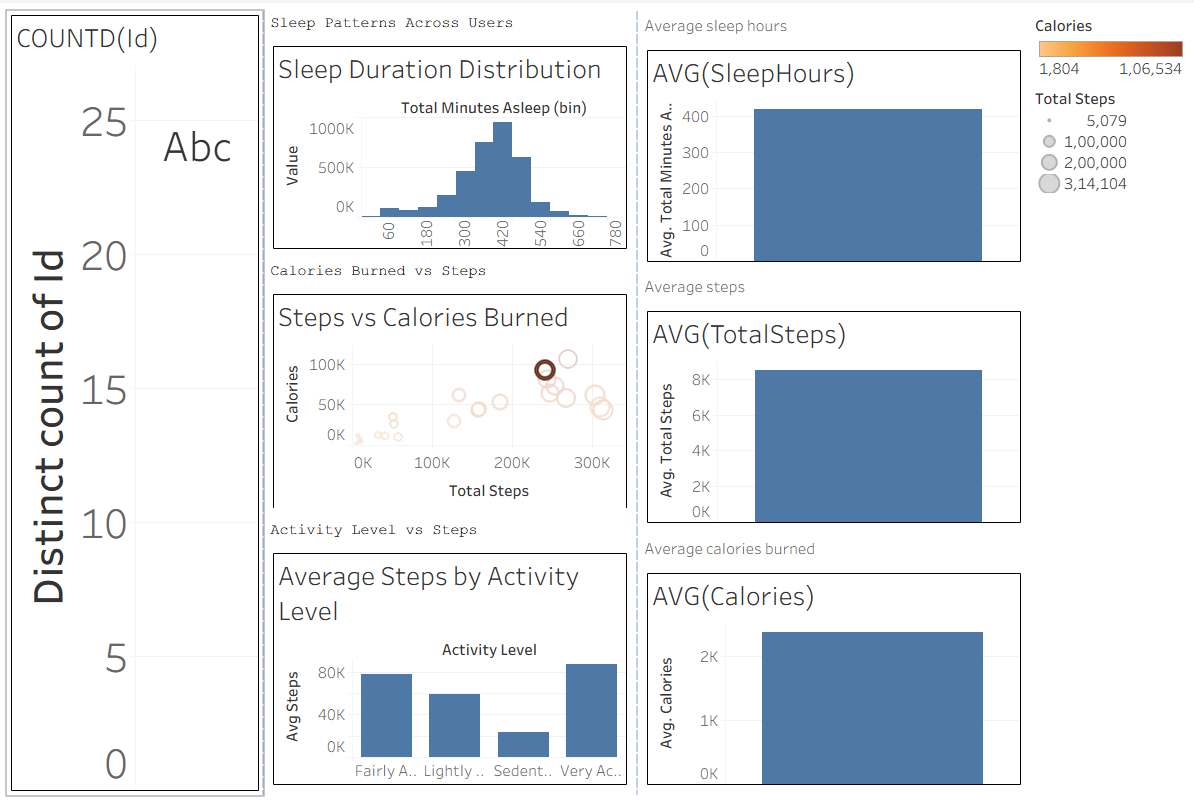 COUNTD(Id)
Distinct count of Id
25
20
15
10
5
0
Abc
Sleep Patterns Across Users
Sleep Duration Distribution
Total Minutes Asleep (bin)
Value
1000K
500K
0K
60
180
300
420
540
660
780
Calories Burned vs Steps
Steps vs Calories Burned
Calories
100K
50K
0K
0K
100K
200K
300K
Total Steps
Activity Level vs Steps
Average Steps by Activity
Level
Activity Level
Avg Steps
80K
40K
0K
Fairly A..
Lightly ..
Sedent..
Very Ac..
Average sleep hours
AVG(SleepHours)
Avg. Total Minutes A..
400
300
200
100
0
Average steps
AVG(TotalSteps)
Avg. Total Steps
8K
6K
4K
2K
0K
Average calories burned
AVG(Calories)
Avg. Calories
2K
1K
0K
Calories
1,804 1,06,534
Total Steps
5,079
1,00,000
2,00,000
3,14,104